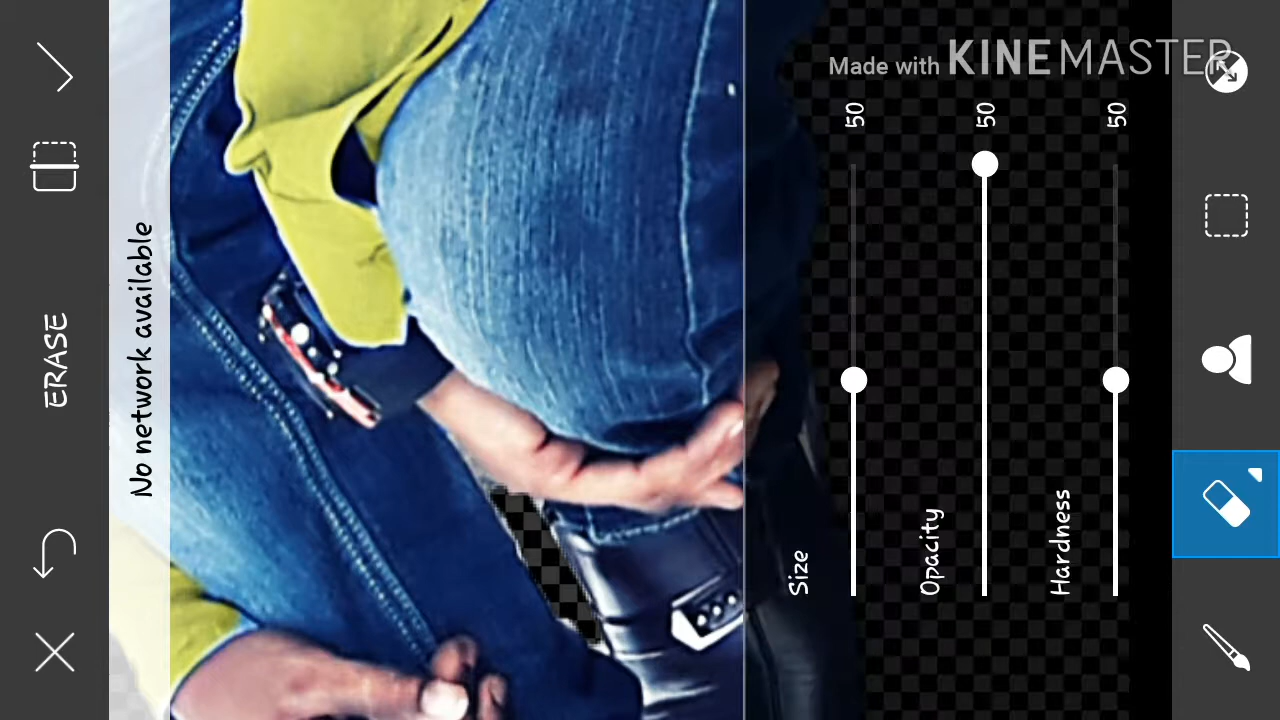 Made with KINEMASTER
No network available
ERASE
Size
50
Opacity
50
Hardness
50